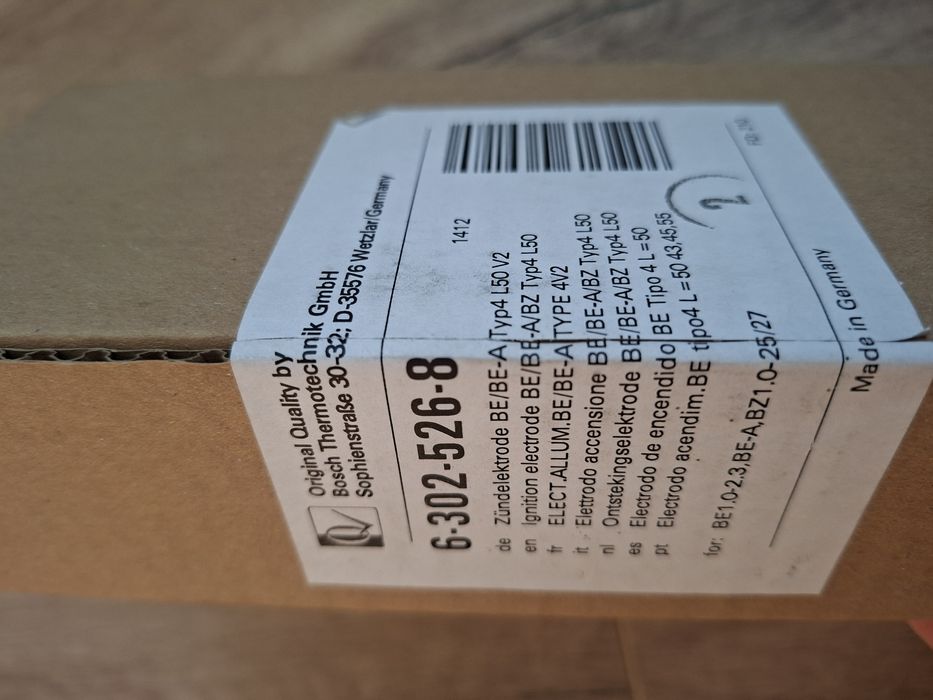 Original Quality by
Bosch Thermotechnik GmbH
Sophienstraße 30-32; D-35576 Wetzlar/Germany
6-302-526-8
1412
de Zündelektrode BE/BE-A Typ4 L50 V2
en Ignition electrode BE/BE-A/BZ Typ4 L50
fr ELECT.ALLUM.BE/BE-A TYPE 4V2
it Elettrodo accensione BE/BE-A/BZ Typ4 L50
nl Ontstekingselektrode BE/BE-A/BZ Typ4 L50
es Electrodo de encendido BE Tipo 4 L=50
pt Electrodo acendim.BE tipo4 L=50 43,45,55
2
for: BE1.0-2.3,BE-A,BZ1.0-25/27
Made in Germany